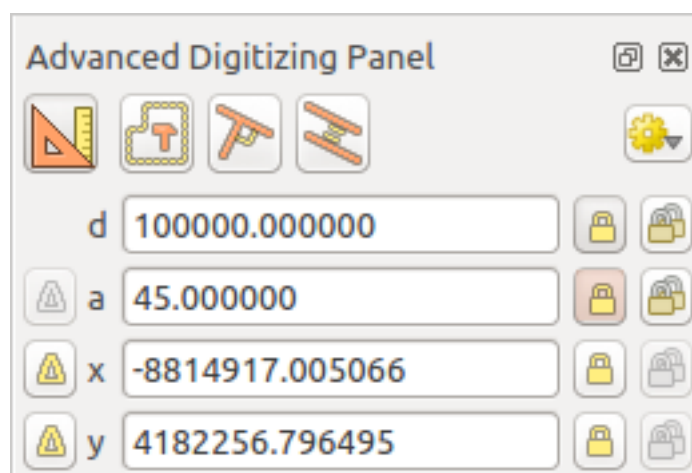 Advanced Digitizing Panel
d 100000.000000
a 45.000000
x -8814917.005066
y 4182256.796495